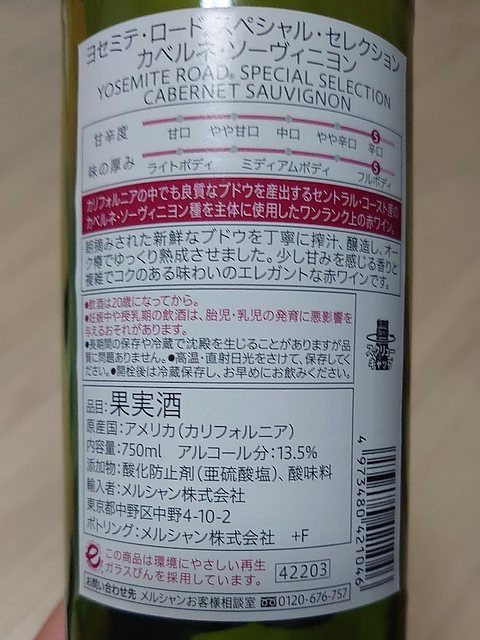 ヨセミテ・ロード スペシャル・セレクション
カベルネ・ソーヴィニヨン
YOSEMITE ROAD® SPECIAL SELECTION
CABERNET SAUVIGNON
甘辛度 甘口 やや甘口 中口 やや辛口 5 辛口
味の厚み ライトボディ ミディアムボディ 5 フルボディ
カリフォルニアの中でも良質なブドウを産出するセントラル・コースト産の
カベルネ・ソーヴィニヨン種を主体に使用したワンランク上の赤ワイン。
朝摘みされた新鮮なブドウを丁寧に搾汁、醸造し、オー
ク樽でゆっくり熟成させました。少し甘みを感じる香りと
複雑でコクのある味わいのエレガントな赤ワインです。
●飲酒は20歳になってから。
●妊娠中や授乳期の飲酒は、胎児・乳児の発育に悪影響を
与えるおそれがあります。
●長期間の保存や冷蔵で沈殿を生じることがありますが品
質に問題ありません。●高温・直射日光をさけて、保存してく
ださい。●開栓後は冷蔵保存し、お早めにお飲みください。
スクリュー
キャップ
品目:果実酒
原産国:アメリカ(カリフォルニア)
内容量:750ml アルコール分:13.5%
添加物:酸化防止剤(亜硫酸塩)、酸味料
輸入者:メルシャン株式会社
東京都中野区中野4-10-2
ボトリング:メルシャン株式会社 +F
4 973480 421046
この商品は環境にやさしい再生
ガラスびんを採用しています。
42203
お問い合わせ先 メルシャンお客様相談室 0120-676-757